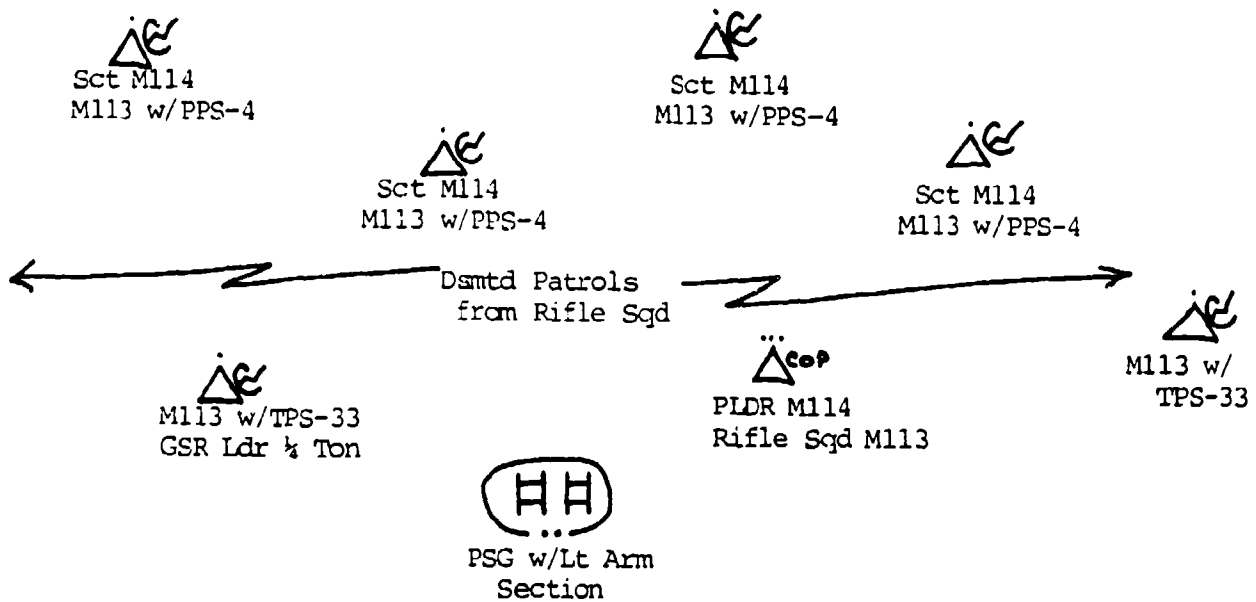 Sct M114
M113 w/PPS-4
Sct M114
M113 w/PPS-4
Sct M114
M113 w/PPS-4
Sct M114
M113 w/PPS-4
Dsmtd Patrols
from Rifle Sqd
M113 w/
TPS-33
M113 w/TPS-33
GSR Ldr ¼ Ton
COP
PLDR M114
Rifle Sqd M113
PSG w/Lt Arm
Section